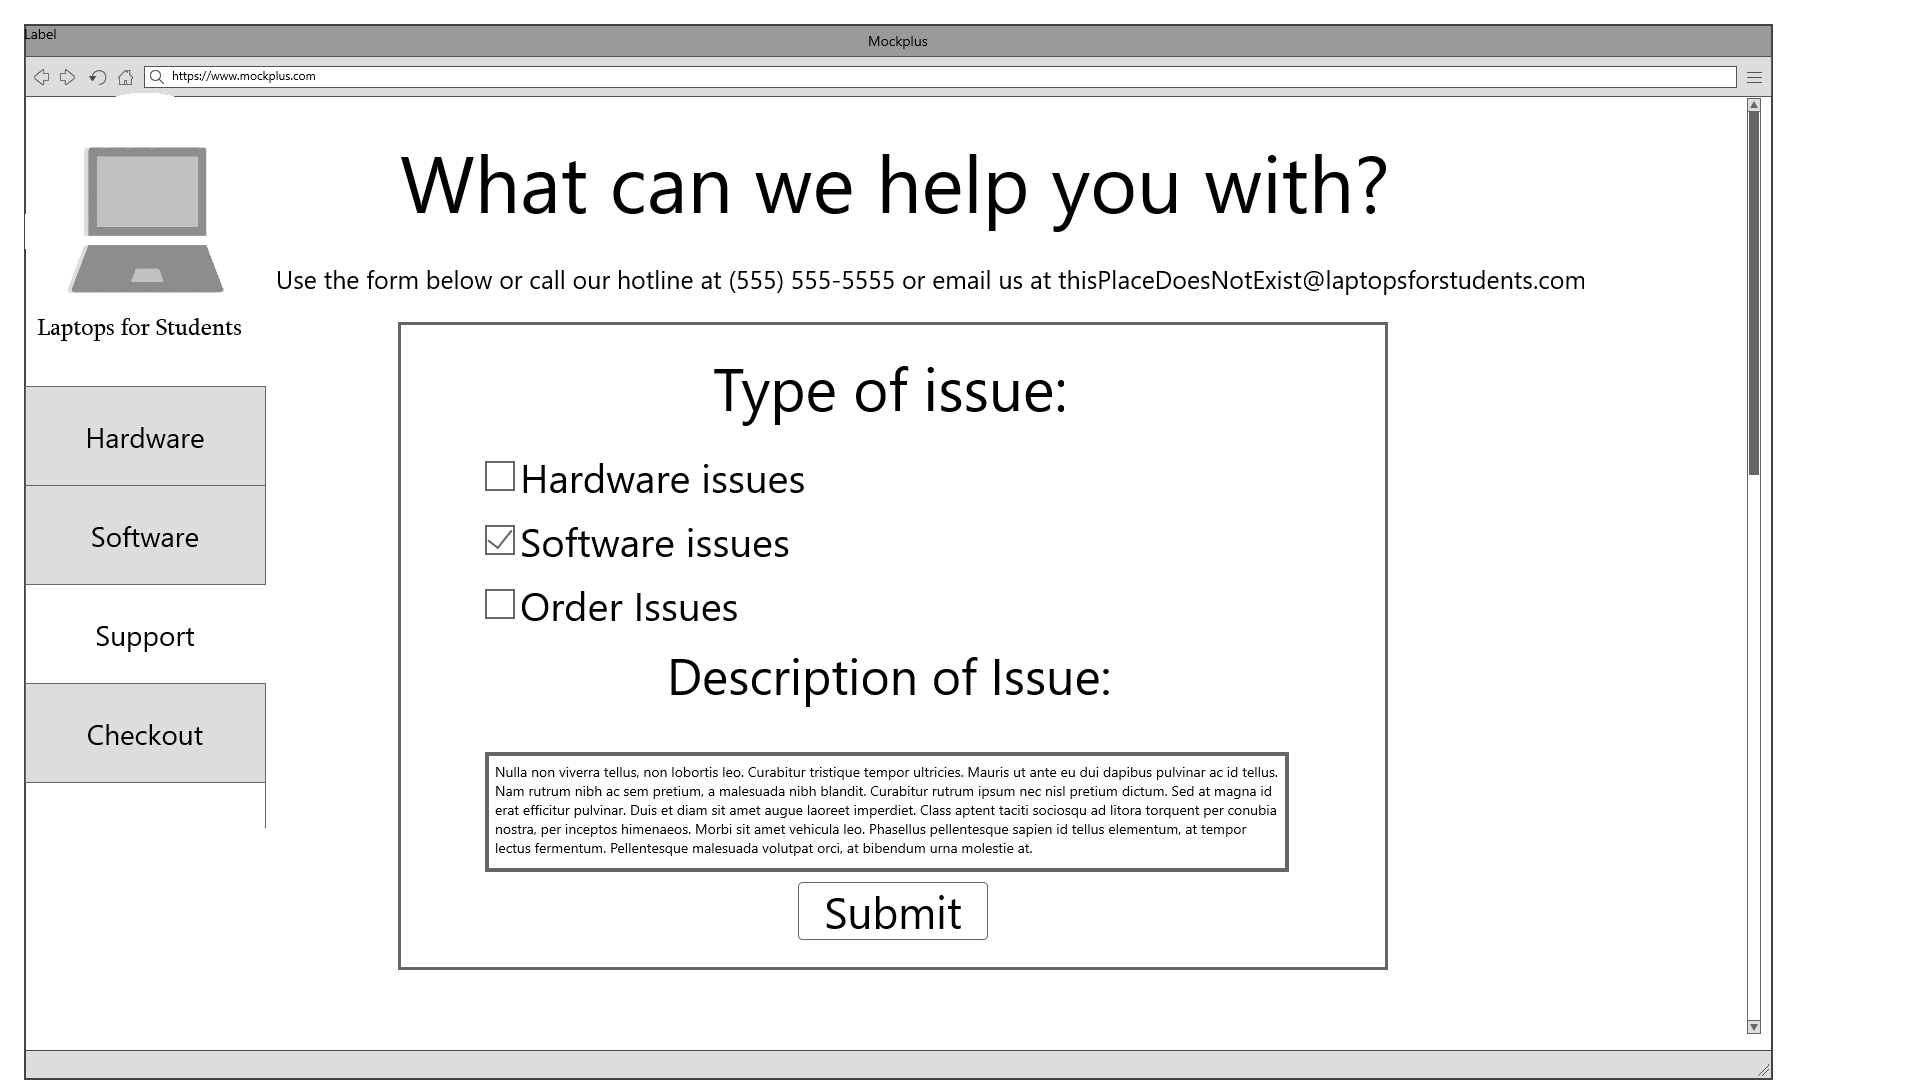 Label
Mockplus
https://www.mockplus.com
What can we help you with?
Use the form below or call our hotline at (555) 555-5555 or email us at thisPlaceDoesNotExist@laptopsforstudents.com
Laptops for Students
Hardware
Software
Support
Checkout
Type of issue:
Hardware issues
Software issues
Order Issues
Description of Issue:
Nulla non viverra tellus, non lobortis leo. Curabitur tristique tempor ultricies. Mauris ut ante eu dui dapibus pulvinar ac id tellus.
Nam rutrum nibh ac sem pretium, a malesuada nibh blandit. Curabitur rutrum ipsum nec nisl pretium dictum. Sed at magna id
erat efficitur pulvinar. Duis et diam sit amet augue laoreet imperdiet. Class aptent taciti sociosqu ad litora torquent per conubia
nostra, per inceptos himenaeos. Morbi sit amet vehicula leo. Phasellus pellentesque sapien id tellus elementum, at tempor
lectus fermentum. Pellentesque malesuada volutpat orci, at bibendum urna molestie at.
Submit